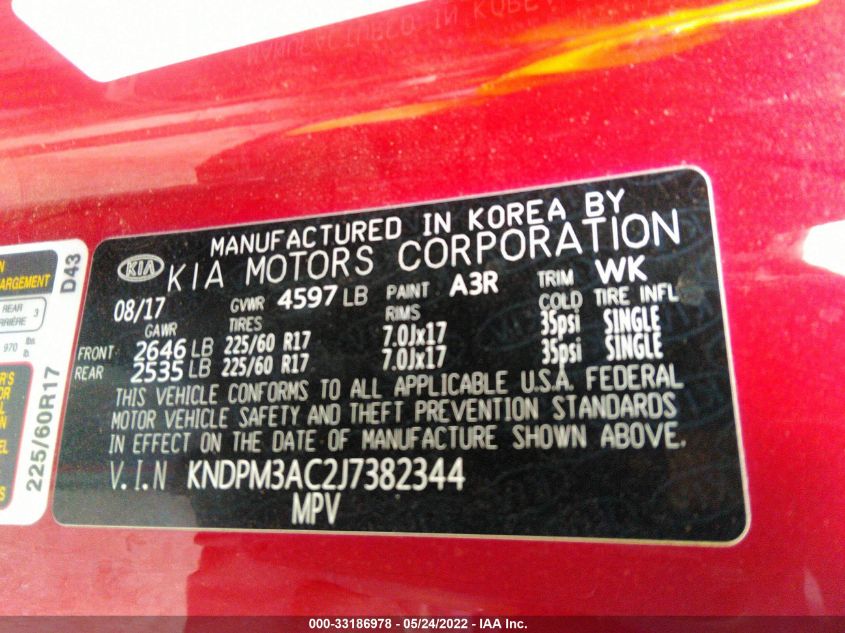 MANUFACTURED IN KOREA BY
KIA KIA MOTORS CORPORATION
08/17 GVWR 4597 LB PAINT A3R TRIM WK
GAWR TIRES RIMS COLD TIRE INFL
FRONT 2646 LB 225/60 R17 7.0Jx17 35psi SINGLE
REAR 2535 LB 225/60 R17 7.0Jx17 35psi SINGLE
THIS VEHICLE CONFORMS TO ALL APPLICABLE U.S.A. FEDERAL
MOTOR VEHICLE SAFETY AND THEFT PREVENTION STANDARDS
IN EFFECT ON THE DATE OF MANUFACTURE SHOWN ABOVE.
V.I.N KNDPM3AC2J7382344
MPV
D43
REAR 3
970
225/60R17
000-33186978 - 05/24/2022 - IAA Inc.